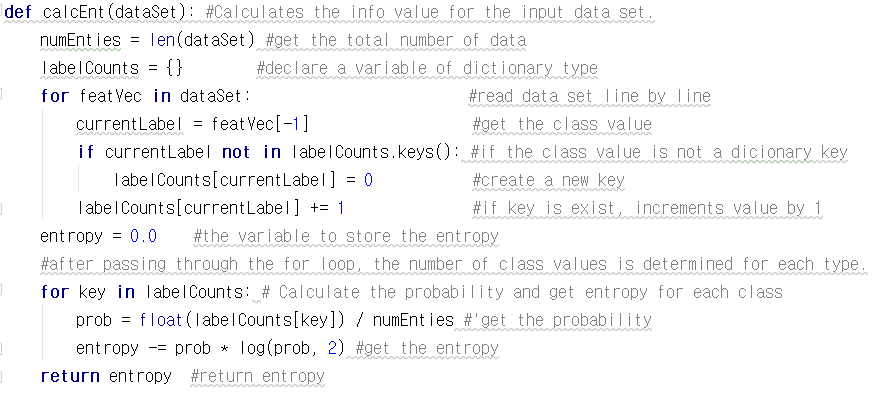 def calcEnt(dataSet): #Calculates the info value for the input data set.
    numEnties = len(dataSet) #get the total number of data
    labelCounts = {}        #declare a variable of dictionary type
    for featVec in dataSet:                        #read data set line by line
        currentLabel = featVec[-1]                  #get the class value
        if currentLabel not in labelCounts.keys(): #if the class value is not a dicionary key
            labelCounts[currentLabel] = 0           #create a new key
        labelCounts[currentLabel] += 1              #if key is exist, increments value by 1
    entropy = 0.0    #the variable to store the entropy
    #after passing through the for loop, the number of class values is determined for each type.
    for key in labelCounts: # Calculate the probability and get entropy for each class
        prob = float(labelCounts[key]) / numEnties #'get the probability
        entropy -= prob * log(prob, 2) #get the entropy
    return entropy  #return entropy